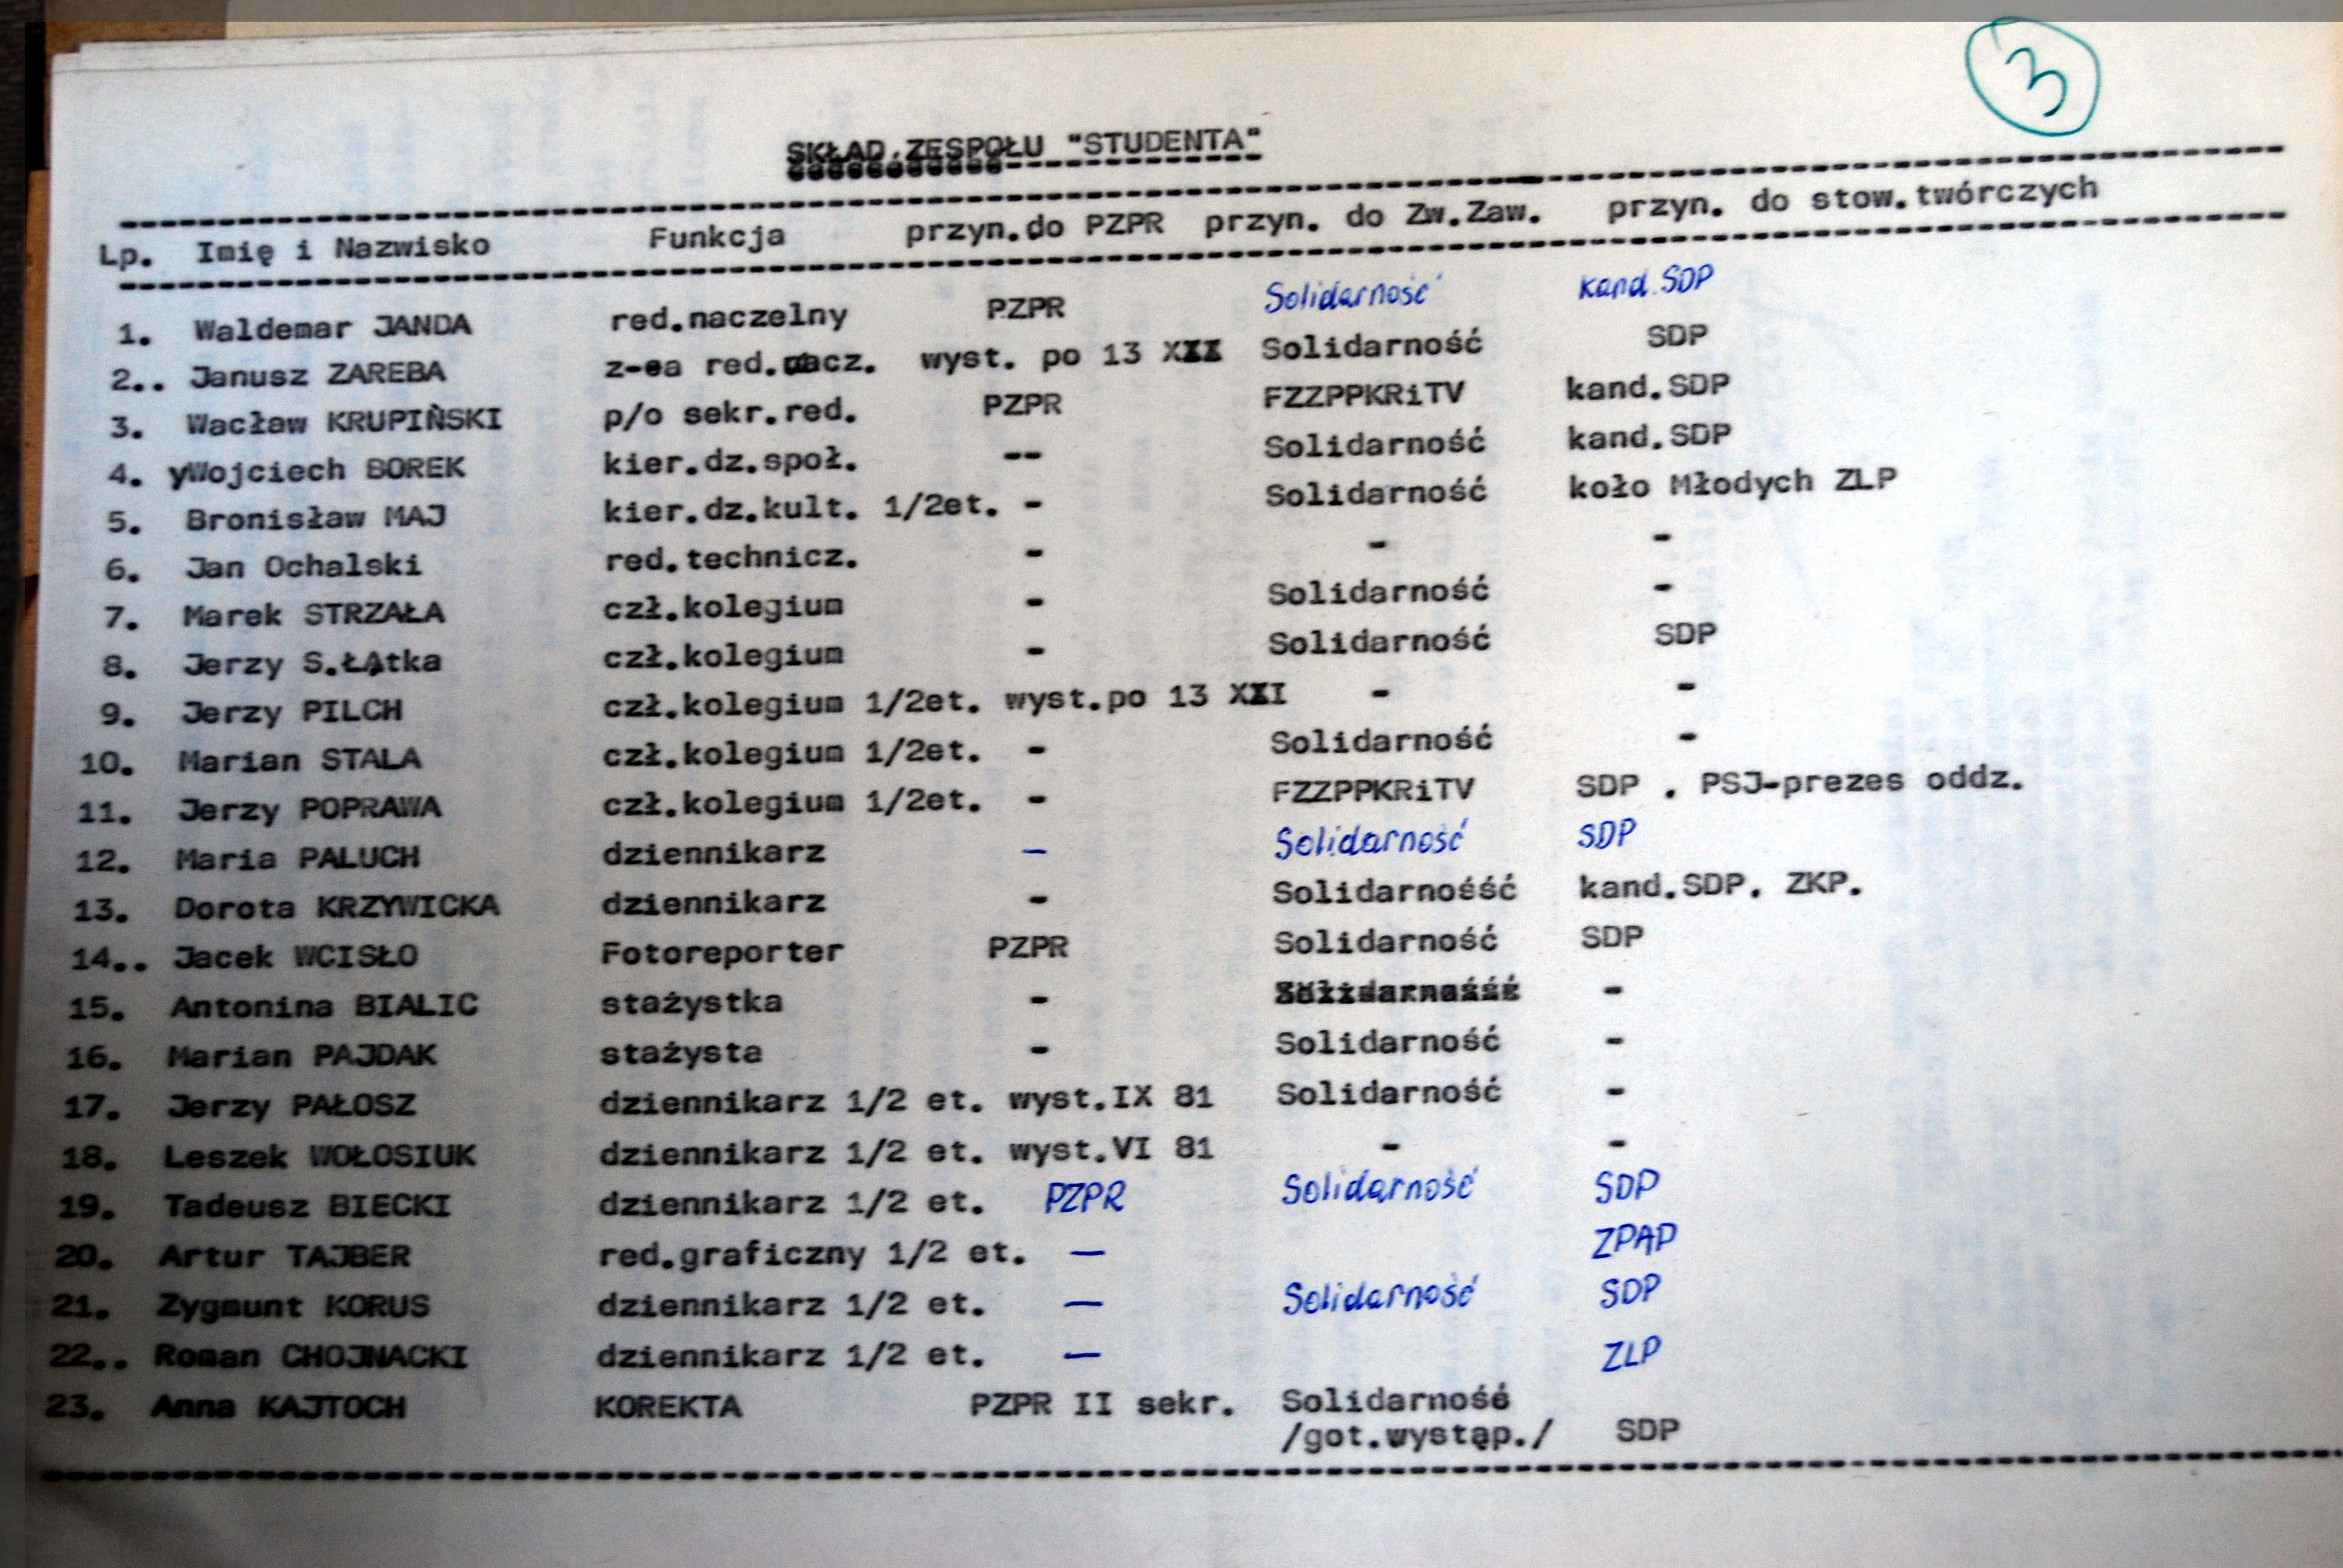 3
SKŁAD ZESPOŁU "STUDENTA"
Lp. Imię i Nazwisko Funkcja przyn.do PZPR przyn. do Zw.Zaw. przyn. do stow.twórczych
1. Waldemar JANDA red.naczelny PZPR Solidarność kand.SDP
2.. Janusz ZAREBA z-ca red.nacz. wyst. po 13 XII Solidarność SDP
3. Wacław KRUPIŃSKI p/o sekr.red. PZPR FZZPPKRiTV kand.SDP
4. yWojciech BOREK kier.dz.społ. -- Solidarność kand.SDP
5. Bronisław MAJ kier.dz.kult. 1/2et. - Solidarność koło Młodych ZLP
6. Jan Ochalski red.technicz. - - -
7. Marek STRZAŁA czł.kolegium - Solidarność -
8. Jerzy S.ŁĄtka czł.kolegium - Solidarność SDP
9. Jerzy PILCH czł.kolegium 1/2et. wyst.po 13 XII - -
10. Marian STALA czł.kolegium 1/2et. - Solidarność -
11. Jerzy POPRAWA czł.kolegium 1/2et. - FZZPPKRiTV SDP . PSJ-prezes oddz.
12. Maria PALUCH dziennikarz - Solidarność SDP
13. Dorota KRZYWICKA dziennikarz - Solidarnośść kand.SDP. ZKP.
14.. Jacek WCISŁO Fotoreporter PZPR Solidarność SDP
15. Antonina BIALIC stażystka - -
16. Marian PAJDAK stażysta - Solidarność -
17. Jerzy PAŁOSZ dziennikarz 1/2 et. wyst.IX 81 Solidarność -
18. Leszek WOŁOSIUK dziennikarz 1/2 et. wyst.VI 81 - -
19. Tadeusz BIECKI dziennikarz 1/2 et. PZPR Solidarność SDP
20. Artur TAJBER red.graficzny 1/2 et. - ZPAP
21. Zygmunt KORUS dziennikarz 1/2 et. - Solidarność SDP
22.. Roman CHOJNACKI dziennikarz 1/2 et. - ZLP
23. Anna KAJTOCH KOREKTA PZPR II sekr. Solidarność
/got.wystąp./ SDP